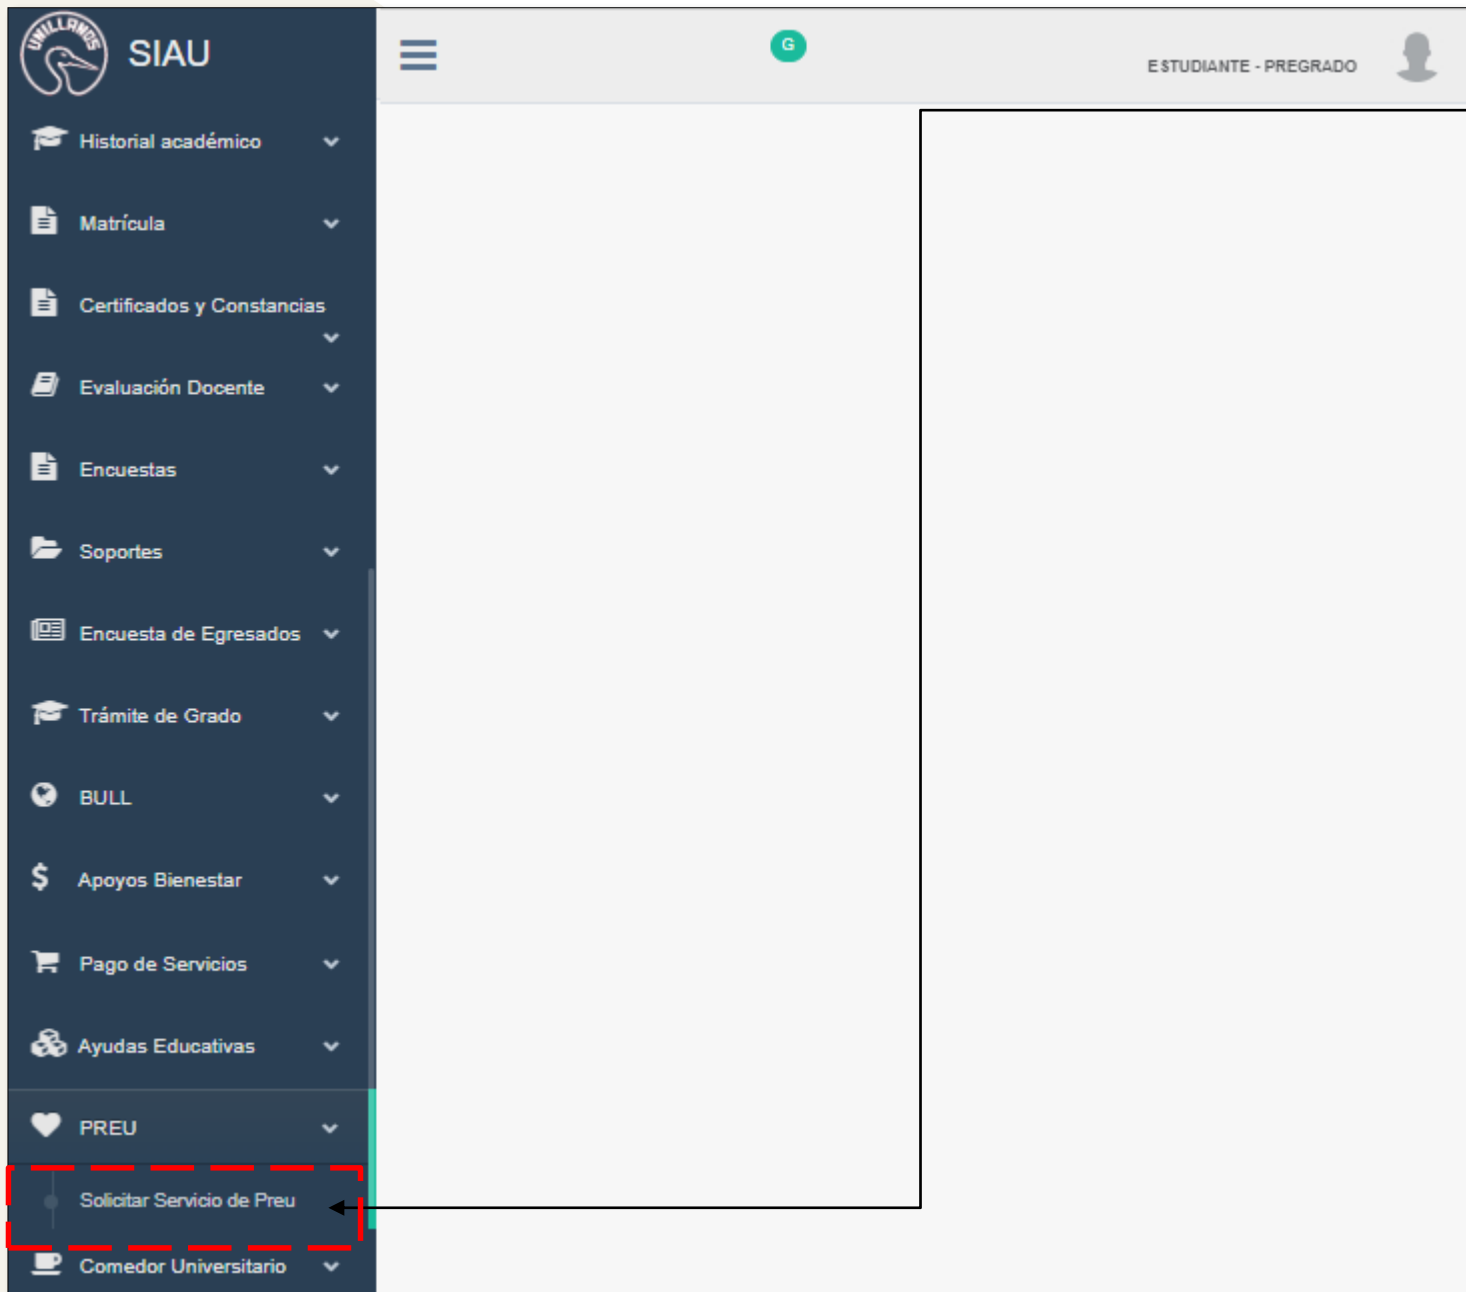 UNILLANOS
SIAU
G
ESTUDIANTE - PREGRADO
Historial académico
Matrícula
Certificados y Constancias
Evaluación Docente
Encuestas
Soportes
Encuesta de Egresados
Trámite de Grado
BULL
$ Apoyos Bienestar
Pago de Servicios
Ayudas Educativas
PREU
Solicitar Servicio de Preu
Comedor Universitario